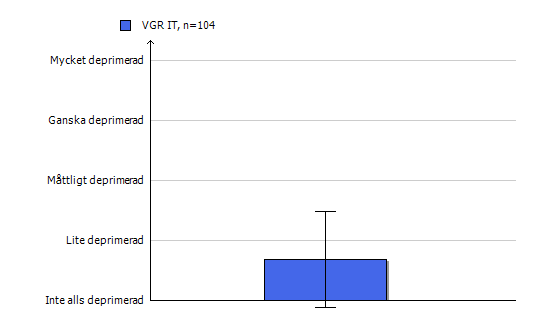 VGR IT, n=104
Mycket deprimerad
Ganska deprimerad
Måttligt deprimerad
Lite deprimerad
Inte alls deprimerad